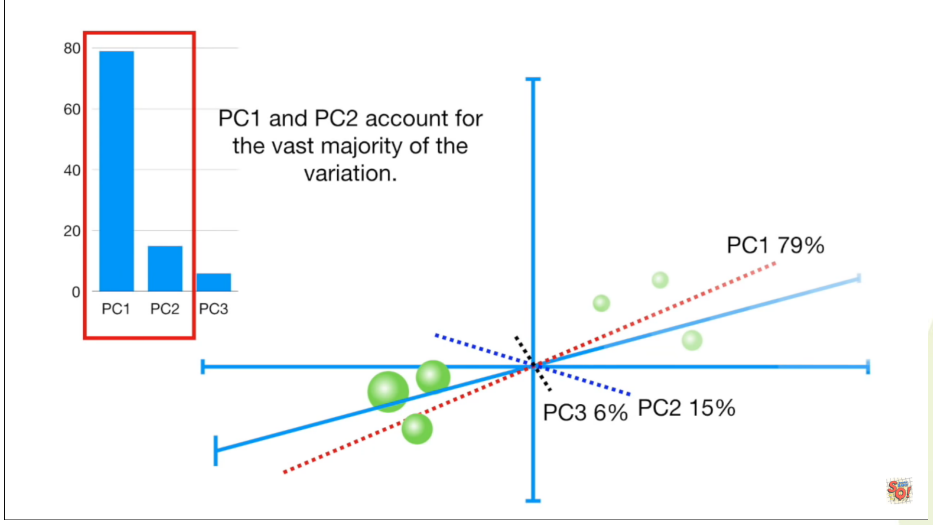 80
60
40
20
0
PC1 PC2 PC3
PC1 and PC2 account for
the vast majority of the
variation.
PC1 79%
PC3 6%
PC2 15%